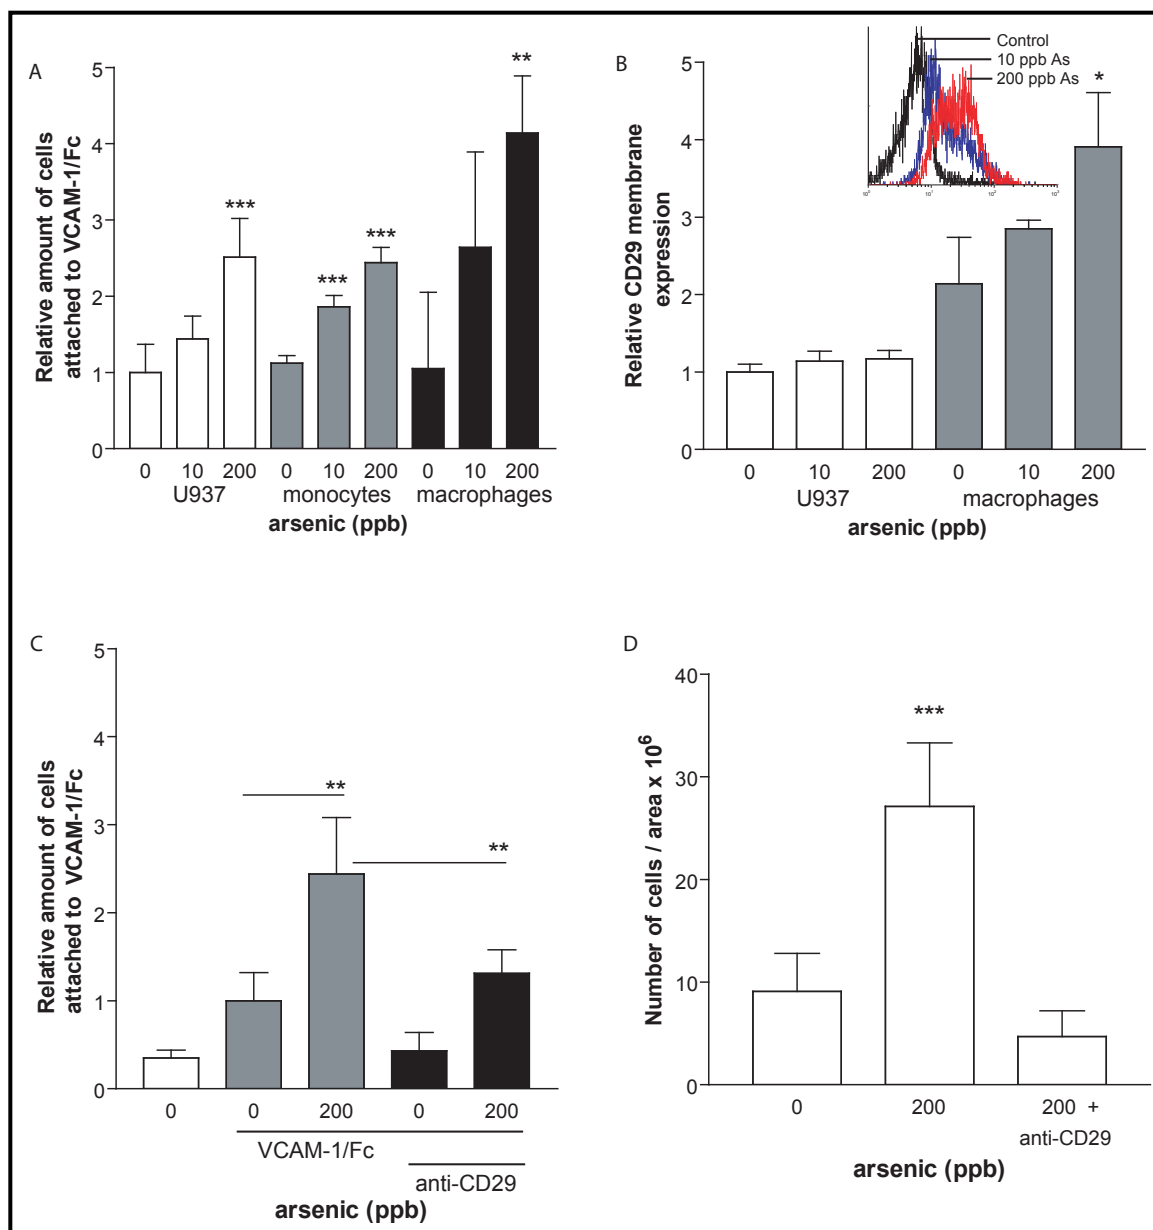 A
Relative amount of cells
attached to VCAM-1/Fc
5
4
3
2
1
0
***
***
***
**
0 10 200 0 10 200 0 10 200
U937 monocytes macrophages
arsenic (ppb)
B
Control
10 ppb As
200 ppb As
10⁰ 10¹ 10² 10³
Relative CD29 membrane
expression
5
4
3
2
1
0
*
0 10 200 0 10 200
U937 macrophages
arsenic (ppb)
C
Relative amount of cells
attached to VCAM-1/Fc
5
4
3
2
1
0
**
**
0 0 200 0 200
VCAM-1/Fc
anti-CD29
arsenic (ppb)
D
Number of cells / area x 10⁶
40
30
20
10
0
***
0 200 200 +
anti-CD29
arsenic (ppb)